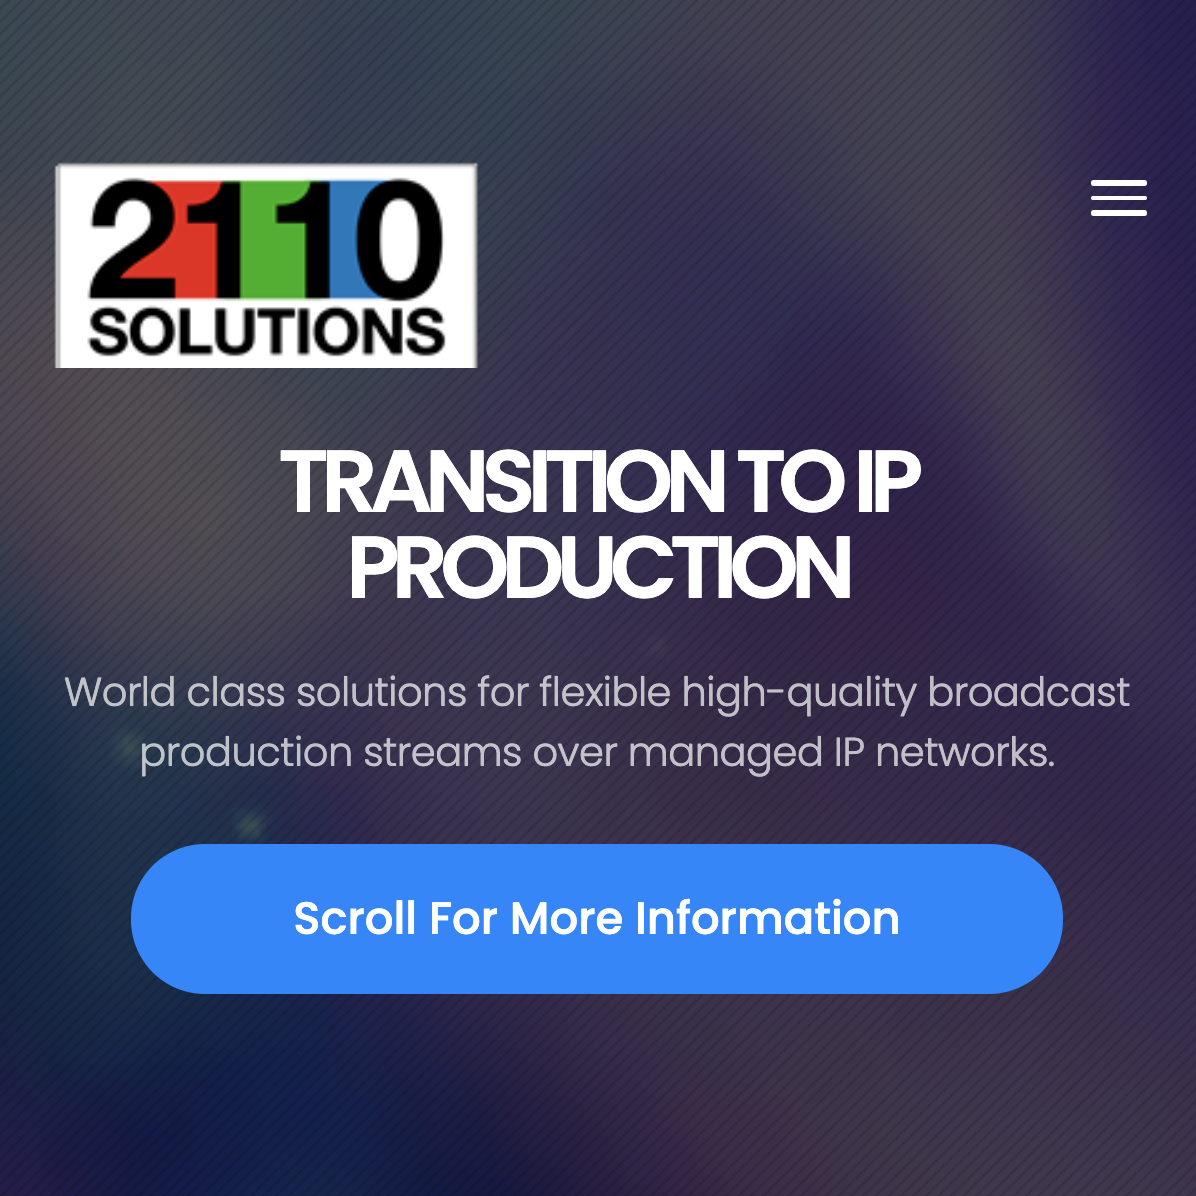 2110
SOLUTIONS
TRANSITION TO IP
PRODUCTION
World class solutions for flexible high-quality broadcast
production streams over managed IP networks.
Scroll For More Information